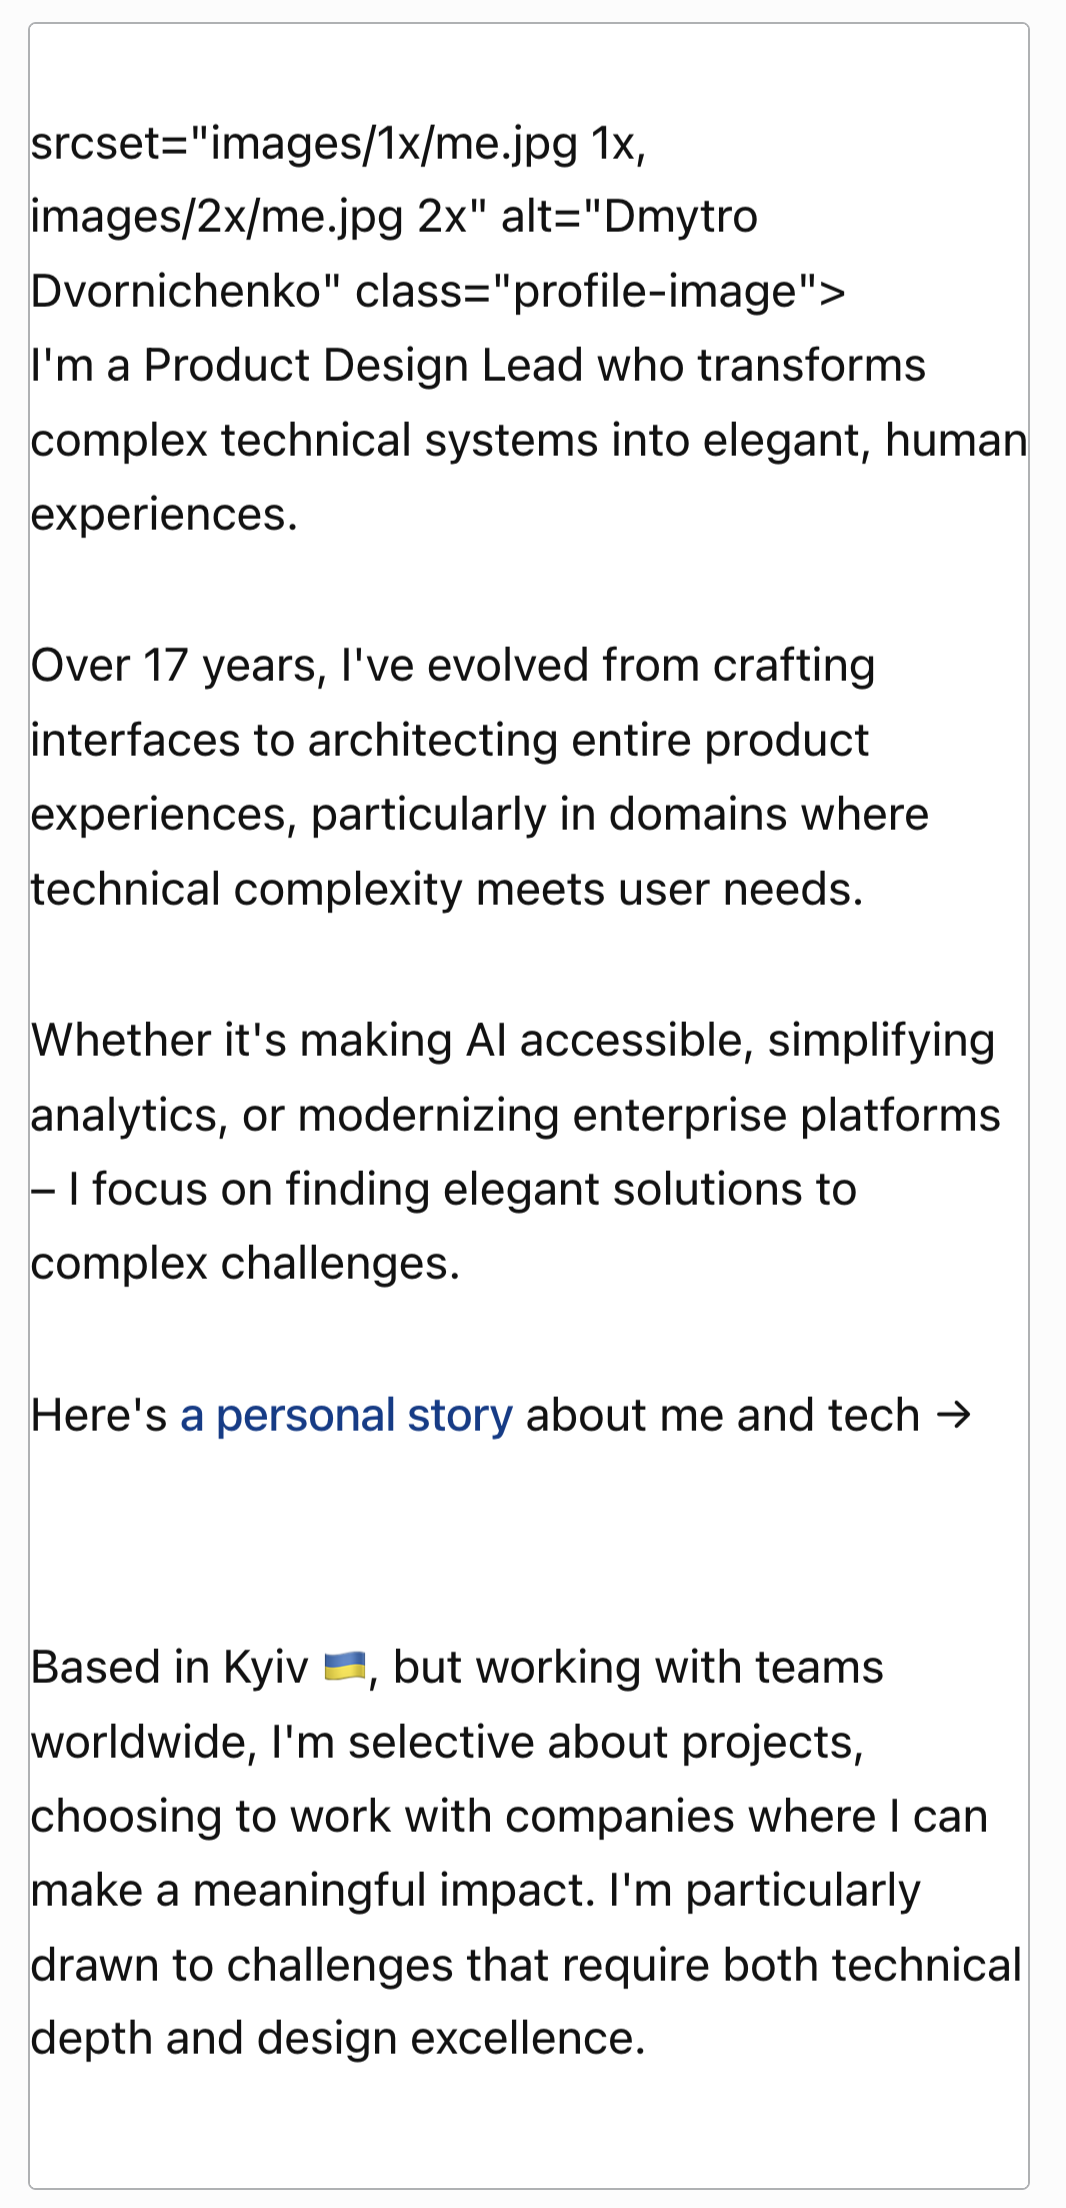 srcset="images/1x/me.jpg 1x,
images/2x/me.jpg 2x" alt="Dmytro
Dvornichenko" class="profile-image">
I'm a Product Design Lead who transforms
complex technical systems into elegant, human
experiences.
Over 17 years, I've evolved from crafting
interfaces to architecting entire product
experiences, particularly in domains where
technical complexity meets user needs.
Whether it's making AI accessible, simplifying
analytics, or modernizing enterprise platforms
– I focus on finding elegant solutions to
complex challenges.
Here's a personal story about me and tech →
Based in Kyiv 🇺🇦, but working with teams
worldwide, I'm selective about projects,
choosing to work with companies where I can
make a meaningful impact. I'm particularly
drawn to challenges that require both technical
depth and design excellence.